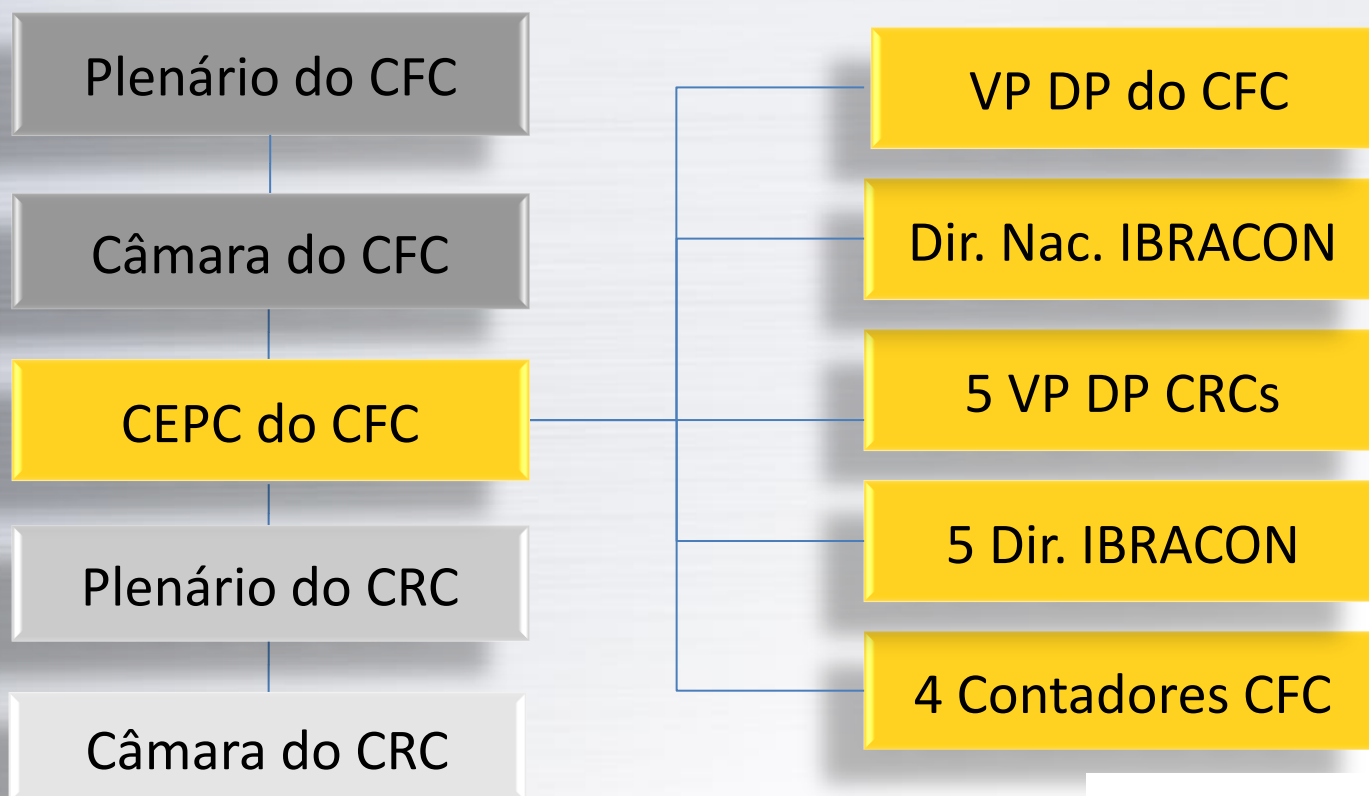 Plenário do CFC
Câmara do CFC
CEPC do CFC
Plenário do CRC
Câmara do CRC
VP DP do CFC
Dir. Nac. IBRACON
5 VP DP CRCs
5 Dir. IBRACON
4 Contadores CFC